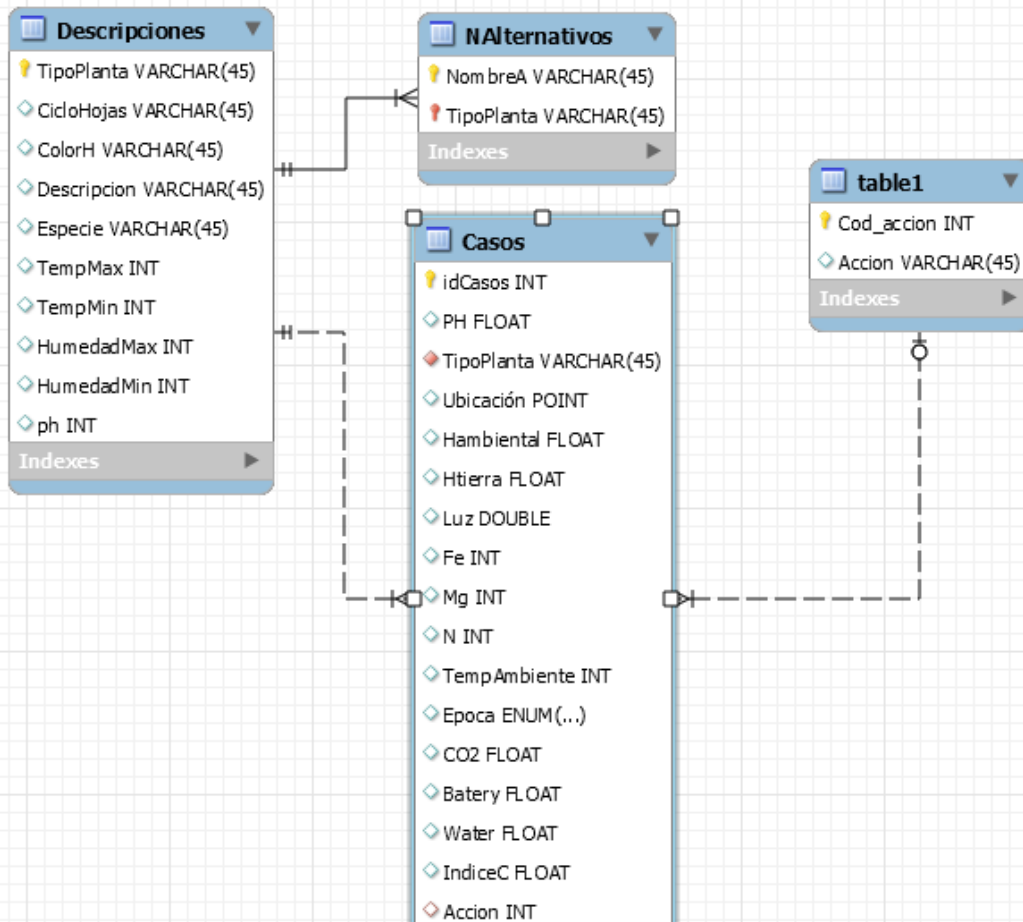 Descripciones
TipoPlanta VARCHAR(45)
CicloHojas VARCHAR(45)
ColorH VARCHAR(45)
Descripcion VARCHAR(45)
Especie VARCHAR(45)
TempMax INT
TempMin INT
HumedadMax INT
HumedadMin INT
ph INT
Indexes
NAlternativos
NombreA VARCHAR(45)
TipoPlanta VARCHAR(45)
Indexes
Casos
idCasos INT
PH FLOAT
TipoPlanta VARCHAR(45)
Ubicación POINT
Hambiental FLOAT
Htierra FLOAT
Luz DOUBLE
Fe INT
Mg INT
N INT
TempAmbiente INT
Epoca ENUM(...)
CO2 FLOAT
Batery FLOAT
Water FLOAT
IndiceC FLOAT
Accion INT
table1
Cod_accion INT
Accion VARCHAR(45)
Indexes